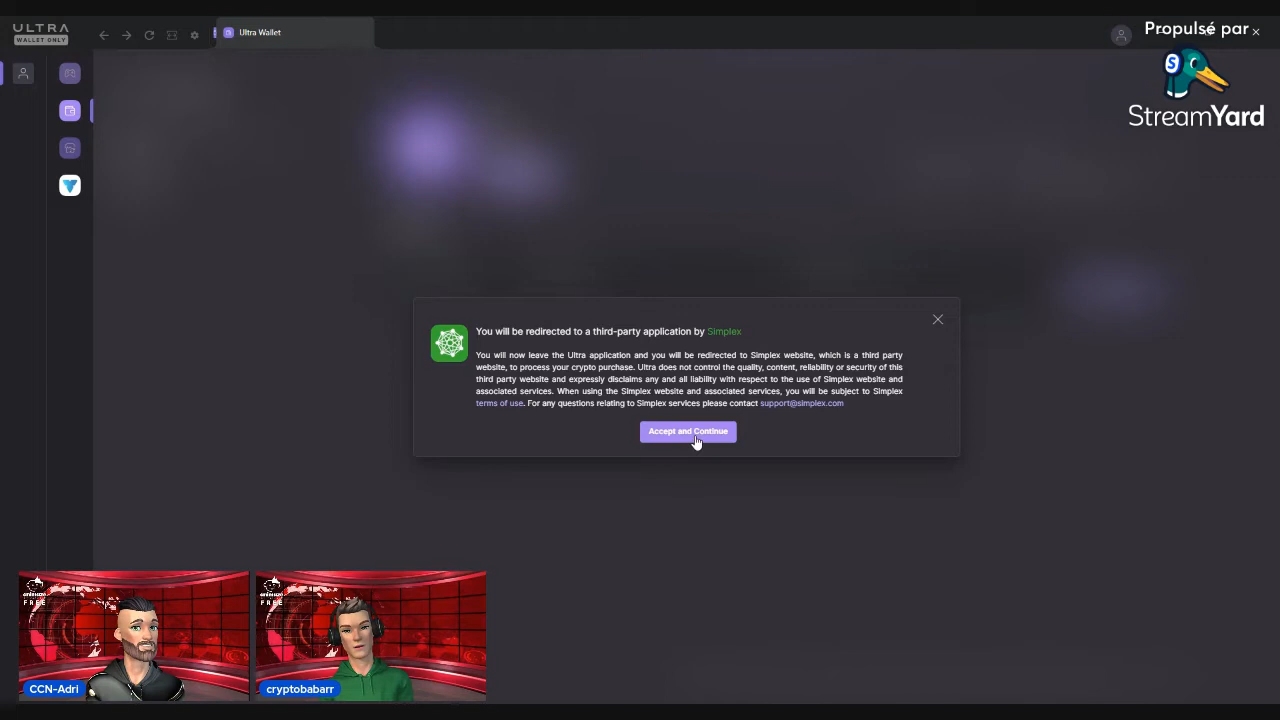 ULTRA
WALLET ONLY
Ultra Wallet
Propulsé par
StreamYard
You will be redirected to a third-party application by Simplex
You will now leave the Ultra application and you will be redirected to Simplex website, which is a third party
website, to process your crypto purchase. Ultra does not control the quality, content, reliability or security of this
third party website and expressly disclaims any and all liability with respect to the use of Simplex website and
associated services. When using the Simplex website and associated services, you will be subject to Simplex
terms of use. For any questions relating to Simplex services please contact support@simplex.com
Accept and Continue
FREE
FREE
CCN-Adri
cryptobabarr